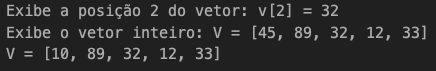 Exibe a posição 2 do vetor: v[2] = 32
Exibe o vetor inteiro: V = [45, 89, 32, 12, 33]
V = [10, 89, 32, 12, 33]